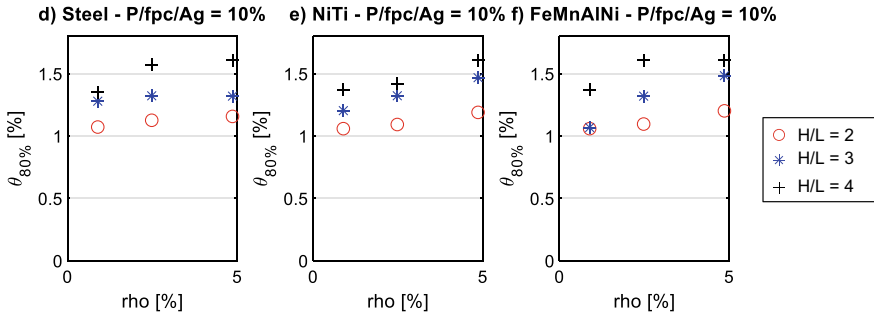 d) Steel - P/fpc/Ag = 10%
e) NiTi - P/fpc/Ag = 10%
f) FeMnAlNi - P/fpc/Ag = 10%
θ80% [%]
1.5
1
0.5
0
0
5
rho [%]
θ80% [%]
1.5
1
0.5
0
0
5
rho [%]
θ80% [%]
1.5
1
0.5
0
0
5
rho [%]
H/L = 2
H/L = 3
H/L = 4